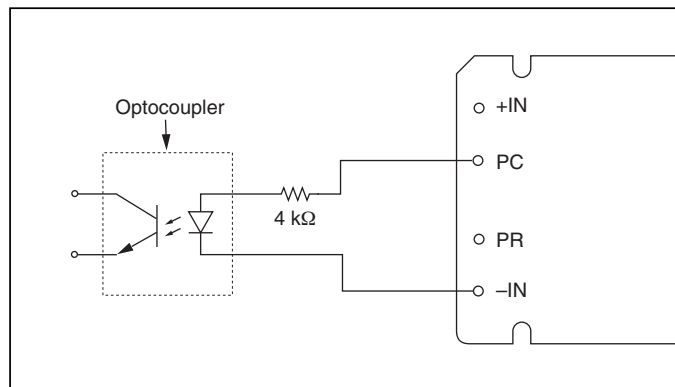 Optocoupler
4 kΩ
+IN
PC
PR
–IN